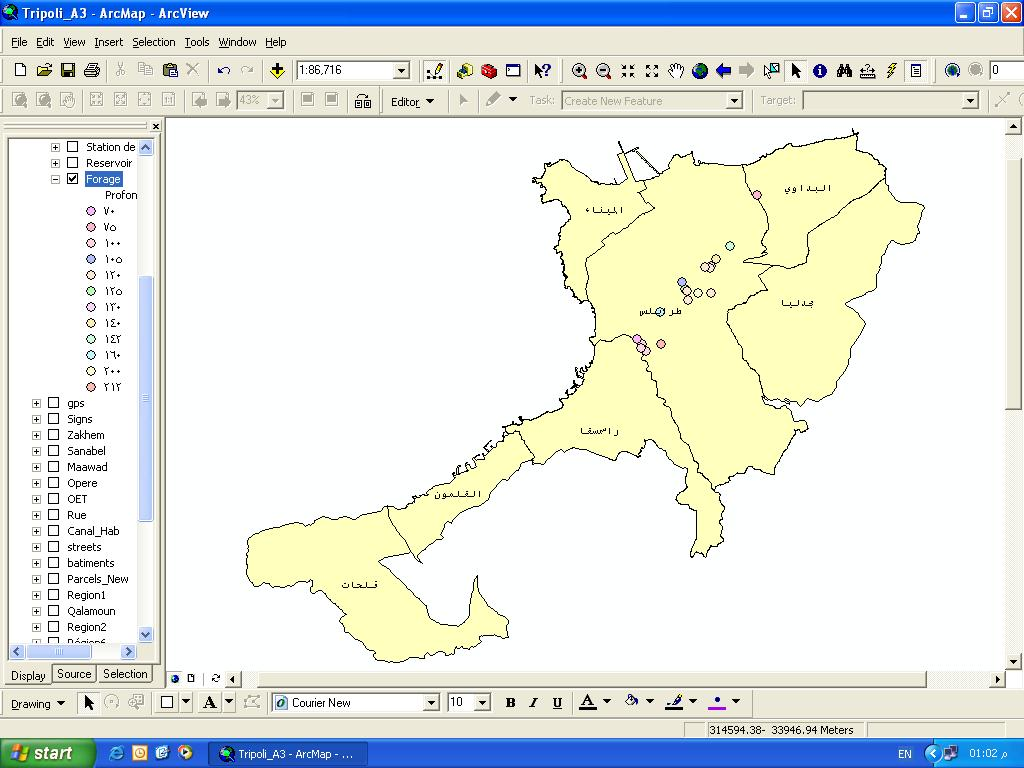 Tripoli_A3 - ArcMap - ArcView
File Edit View Insert Selection Tools Window Help
1:86,716
0
43%
Editor
Task: Create New Feature
Target:
Station de
Reservoir
Forage
Profon
٧٠
٧٥
١٠٠
١٠٥
١٢٠
١٢٥
١٣٠
١٤٠
١٤٢
١٦٠
٢٠٠
٢١٢
gps
Signs
Zakhem
Sanabel
Maawad
Opere
OET
Rue
Canal_Hab
streets
batiments
Parcels_New
Region1
Qalamoun
Region2
Display Source Selection
البداوي
الميناء
مجدليا
طرابلس
راسمسقا
القلمون
قلحات
Drawing
A
Courier New
10
B I U
A
314594.38- 33946.94 Meters
start
Tripoli_A3 - ArcMap - ...
EN
01:02 م